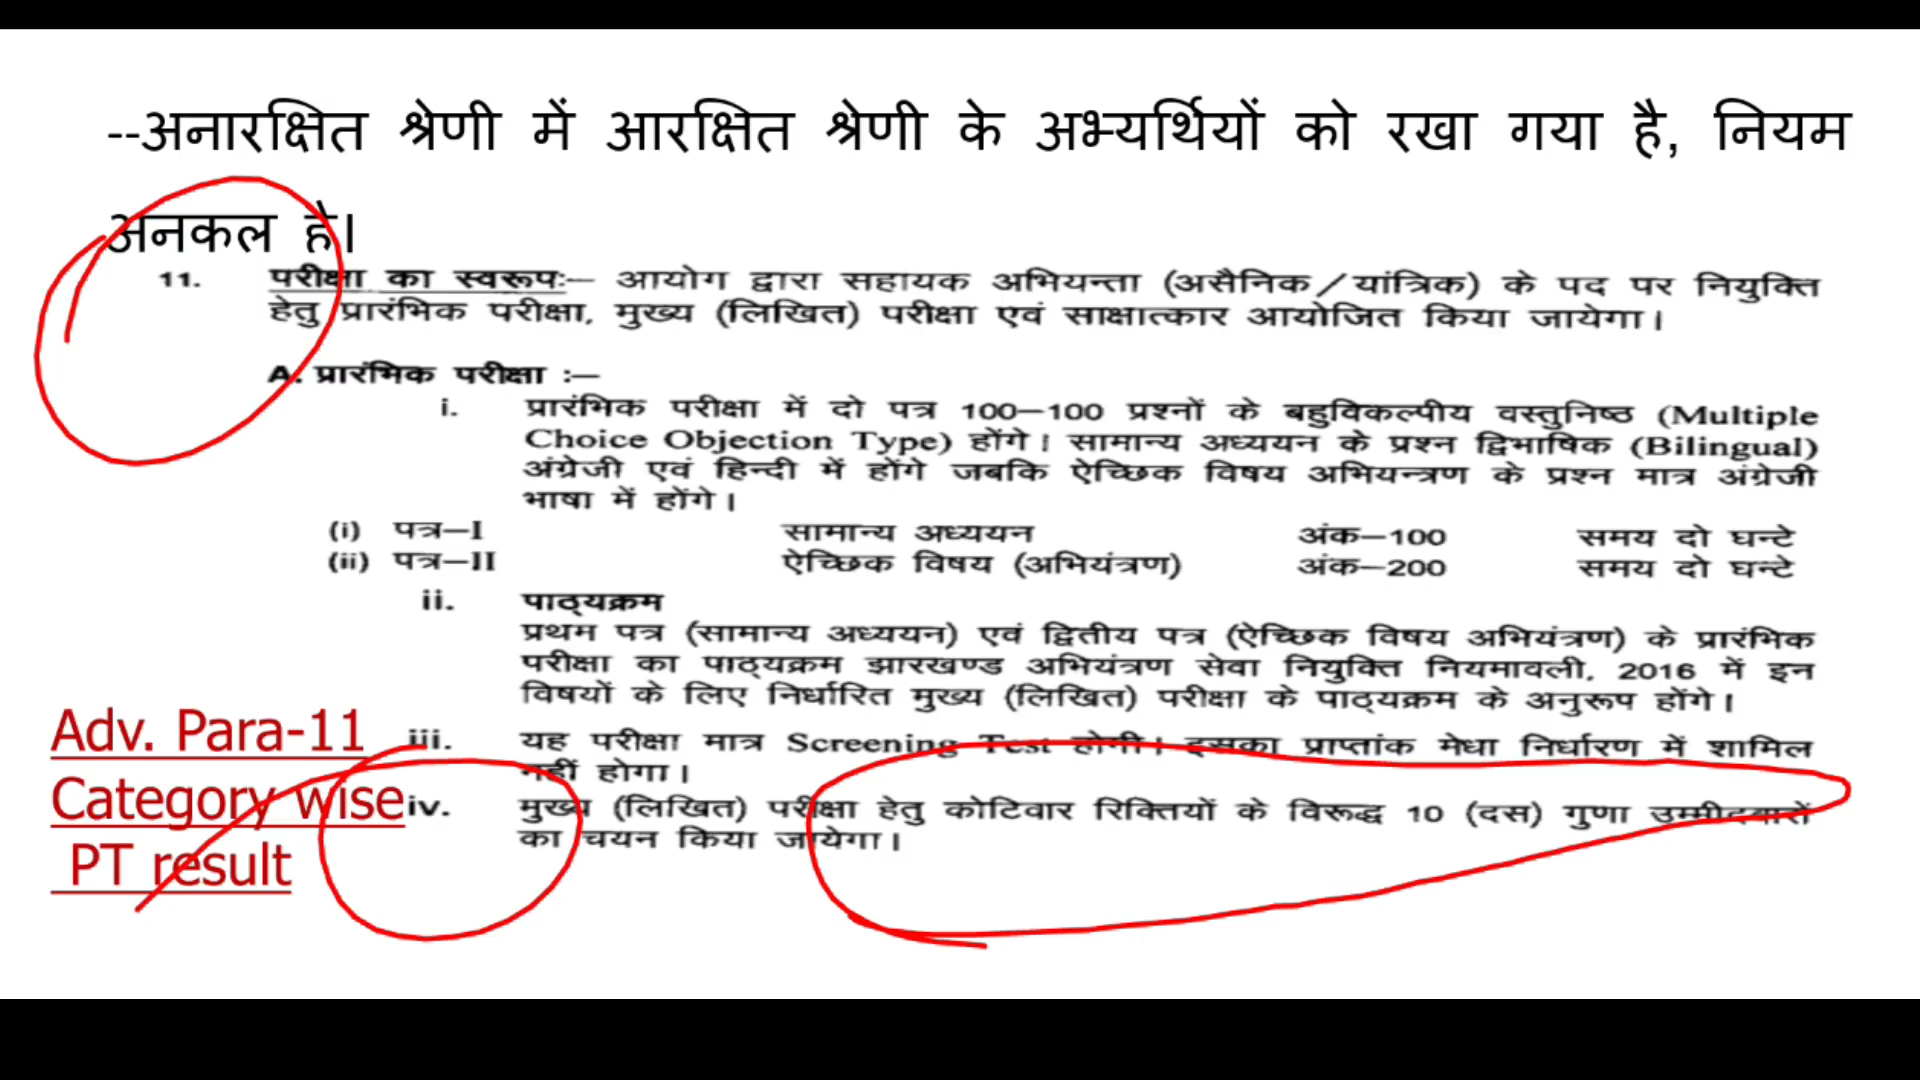 --अनारक्षित श्रेणी में आरक्षित श्रेणी के अभ्यर्थियों को रखा गया है, नियम
अनकल है।
11. परीक्षा का स्वरूपः— आयोग द्वारा सहायक अभियन्ता (असैनिक/यांत्रिक) के पद पर नियुक्ति
हेतु प्रारंभिक परीक्षा, मुख्य (लिखित) परीक्षा एवं साक्षात्कार आयोजित किया जायेगा।
A. प्रारंभिक परीक्षा :—
i. प्रारंभिक परीक्षा में दो पत्र 100—100 प्रश्नों के बहुविकल्पीय वस्तुनिष्ठ (Multiple
Choice Objection Type) होंगे। सामान्य अध्ययन के प्रश्न द्विभाषिक (Bilingual)
अंग्रेजी एवं हिन्दी में होंगे जबकि ऐच्छिक विषय अभियन्त्रण के प्रश्न मात्र अंग्रेजी
भाषा में होंगे।
(i) पत्र—I सामान्य अध्ययन अंक—100 समय दो घन्टे
(ii) पत्र—II ऐच्छिक विषय (अभियंत्रण) अंक—200 समय दो घन्टे
ii. पाठ्यक्रम
प्रथम पत्र (सामान्य अध्ययन) एवं द्वितीय पत्र (ऐच्छिक विषय अभियंत्रण) के प्रारंभिक
परीक्षा का पाठ्यक्रम झारखण्ड अभियंत्रण सेवा नियुक्ति नियमावली, 2016 में इन
विषयों के लिए निर्धारित मुख्य (लिखित) परीक्षा के पाठ्यक्रम के अनुरूप होंगे।
iii. यह परीक्षा मात्र Screening Test होगी। इसका प्राप्तांक मेधा निर्धारण में शामिल
नहीं होगा।
iv. मुख्य (लिखित) परीक्षा हेतु कोटिवार रिक्तियों के विरूद्ध 10 (दस) गुणा उम्मीदवारों
का चयन किया जायेगा।
Adv. Para-11
Category wise
PT result